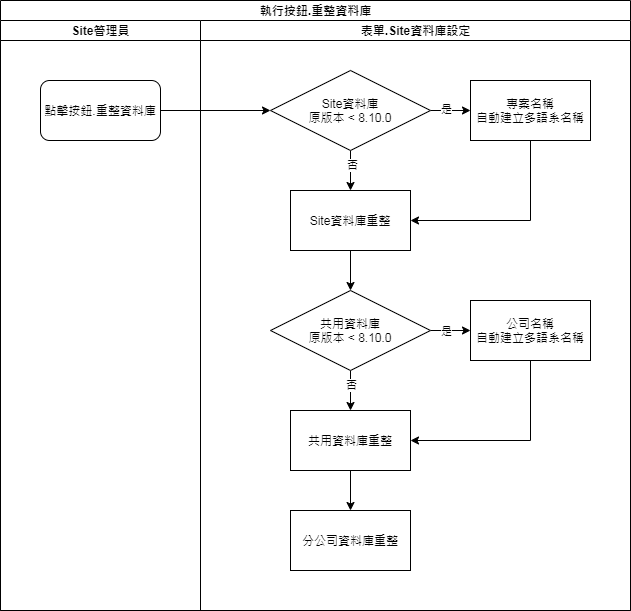 執行按鈕.重整資料庫
Site管理員
表單.Site資料庫設定
點擊按鈕.重整資料庫
Site資料庫
原版本 < 8.10.0
是
專案名稱
自動建立多語系名稱
否
Site資料庫重整
共用資料庫
原版本 < 8.10.0
是
公司名稱
自動建立多語系名稱
否
共用資料庫重整
分公司資料庫重整